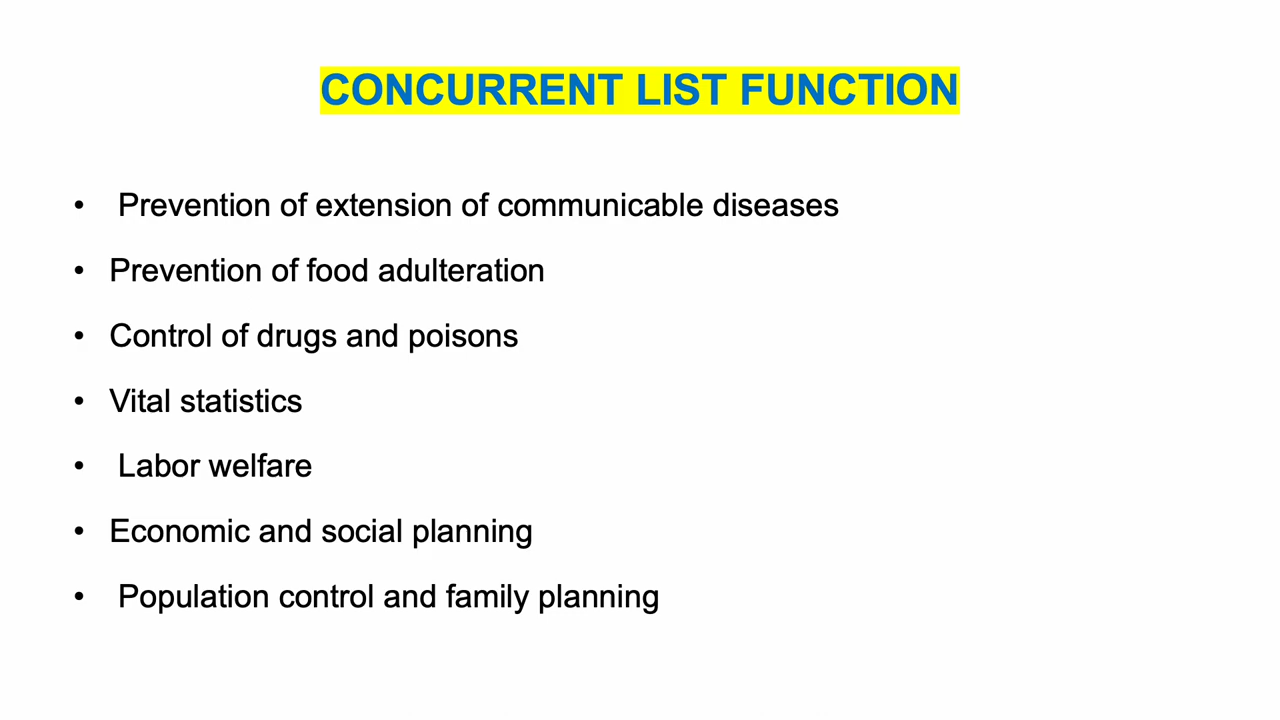 CONCURRENT LIST FUNCTION
• Prevention of extension of communicable diseases
• Prevention of food adulteration
• Control of drugs and poisons
• Vital statistics
• Labor welfare
• Economic and social planning
• Population control and family planning